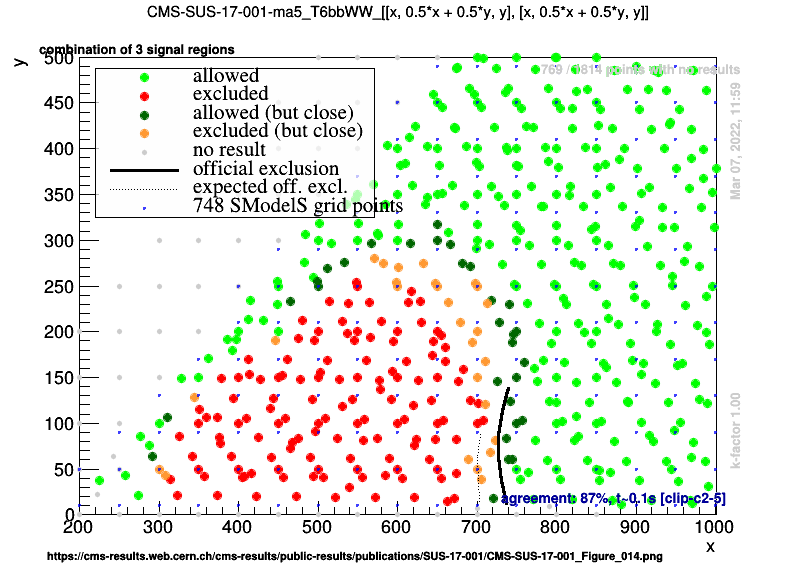 CMS-SUS-17-001-ma5_T6bbWW_[[x, 0.5*x + 0.5*y, y], [x, 0.5*x + 0.5*y, y]]
combination of 3 signal regions
y
500
450
400
350
300
250
200
150
100
50
0
allowed
excluded
allowed (but close)
excluded (but close)
no result
official exclusion
expected off. excl.
748 SModelS grid points
points with no results
Mar 07, 2022, 11:59
k-factor 1.00
agreement: 87%, t~0.1s [clip-c2-5]
200 300 400 500 600 700 800 900 1000
x
https://cms-results.web.cern.ch/cms-results/public-results/publications/SUS-17-001/CMS-SUS-17-001_Figure_014.png